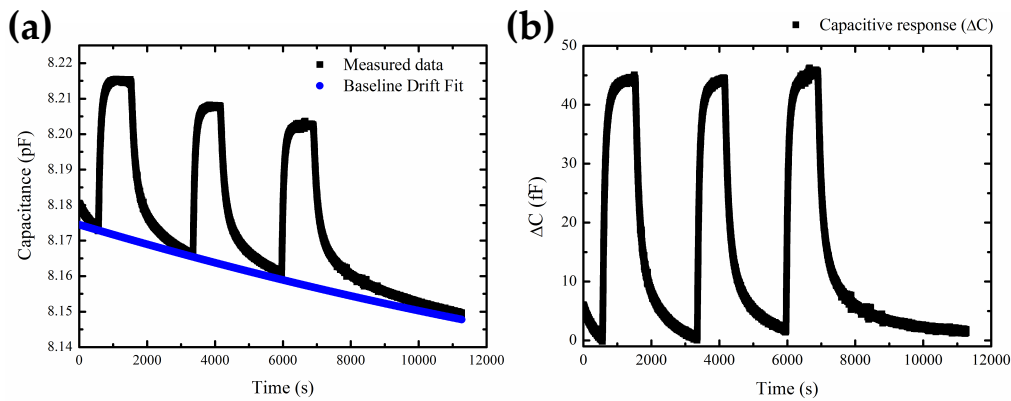 (a)
8.22
8.21
8.20
8.19
8.18
8.17
8.16
8.15
8.14
Capacitance (pF)
Measured data
Baseline Drift Fit
0 2000 4000 6000 8000 10000 12000
Time (s)
(b)
Capacitive response (ΔC)
50
40
30
20
10
0
ΔC (fF)
0 2000 4000 6000 8000 10000 12000
Time (s)